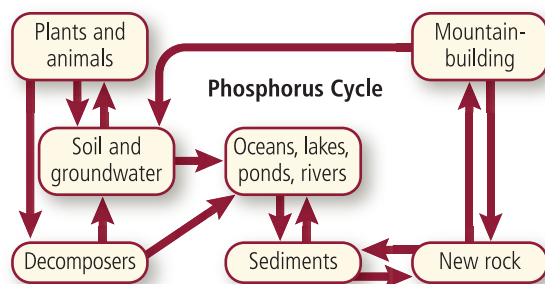 Plants and
animals
Mountain-
building
Phosphorus Cycle
Soil and
groundwater
Oceans, lakes,
ponds, rivers
Decomposers
Sediments
New rock